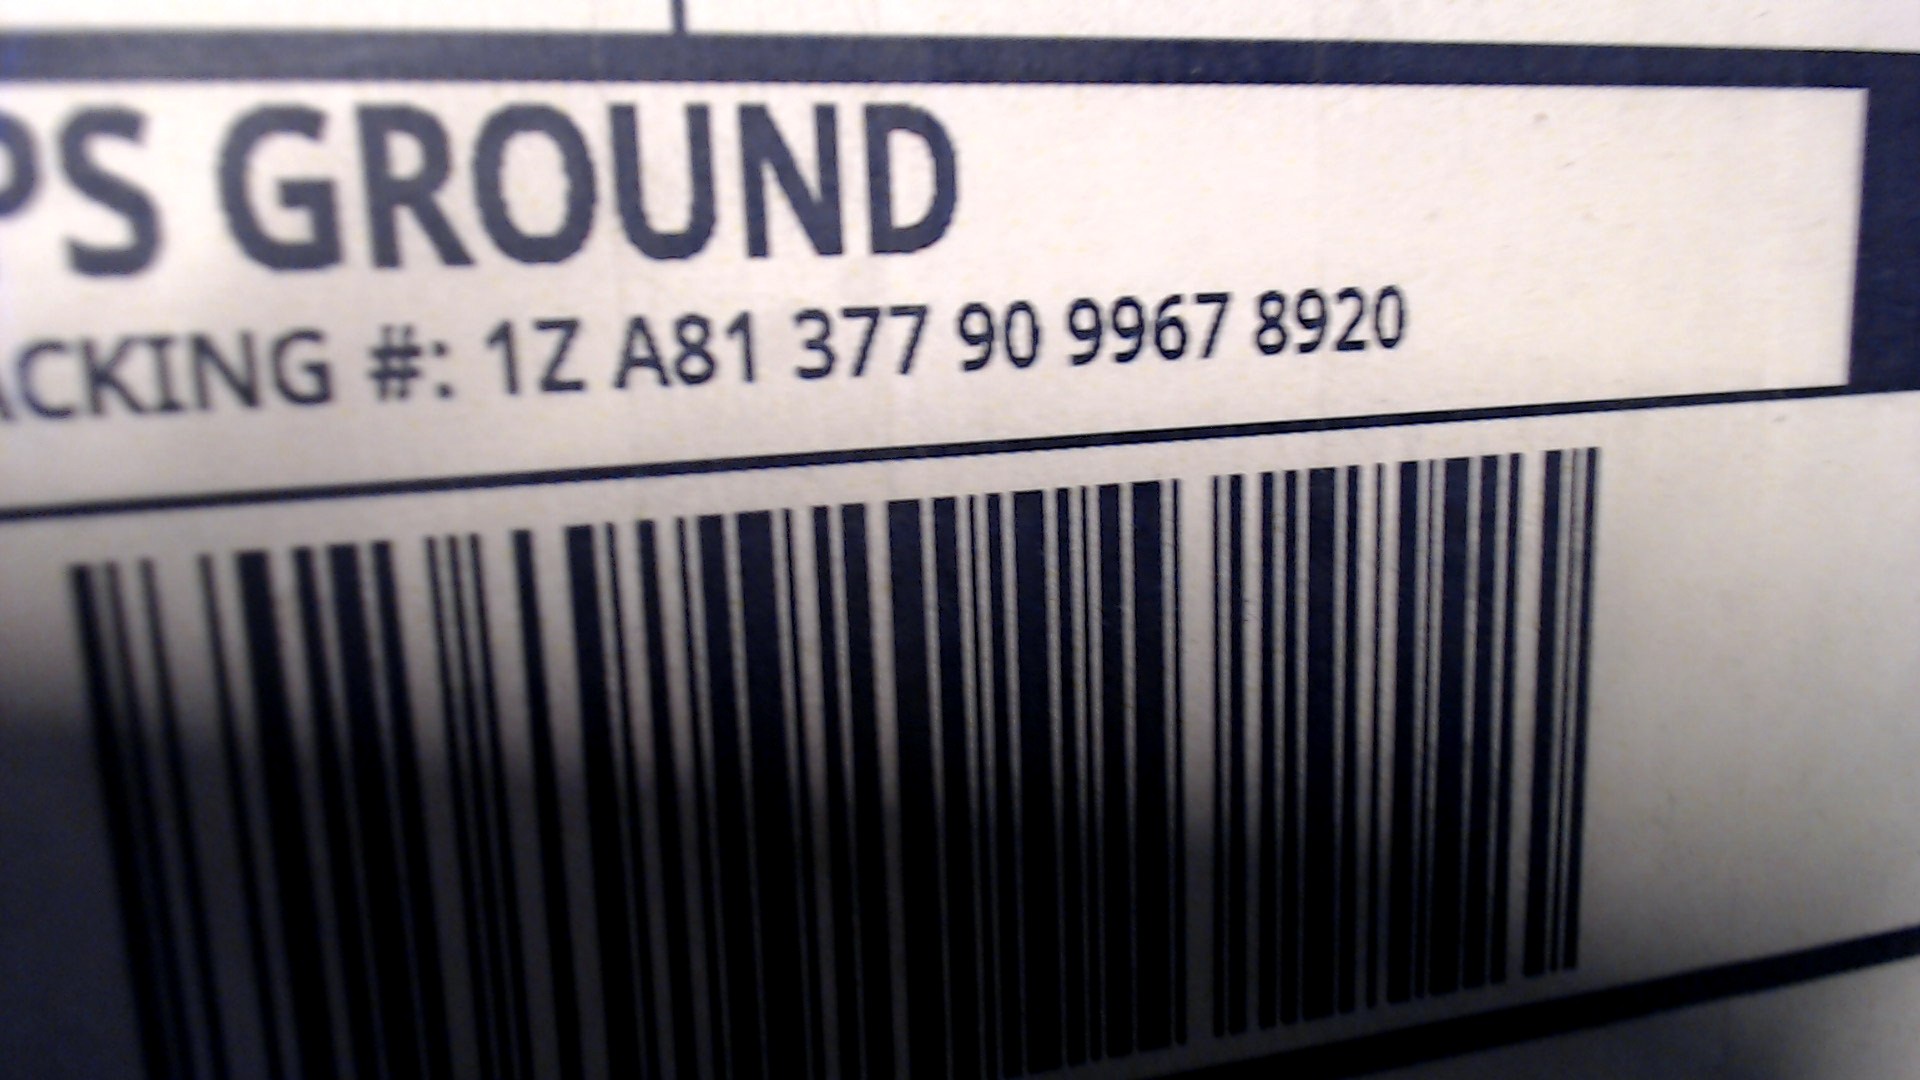 PS GROUND
ACKING #: 1Z A81 377 90 9967 8920